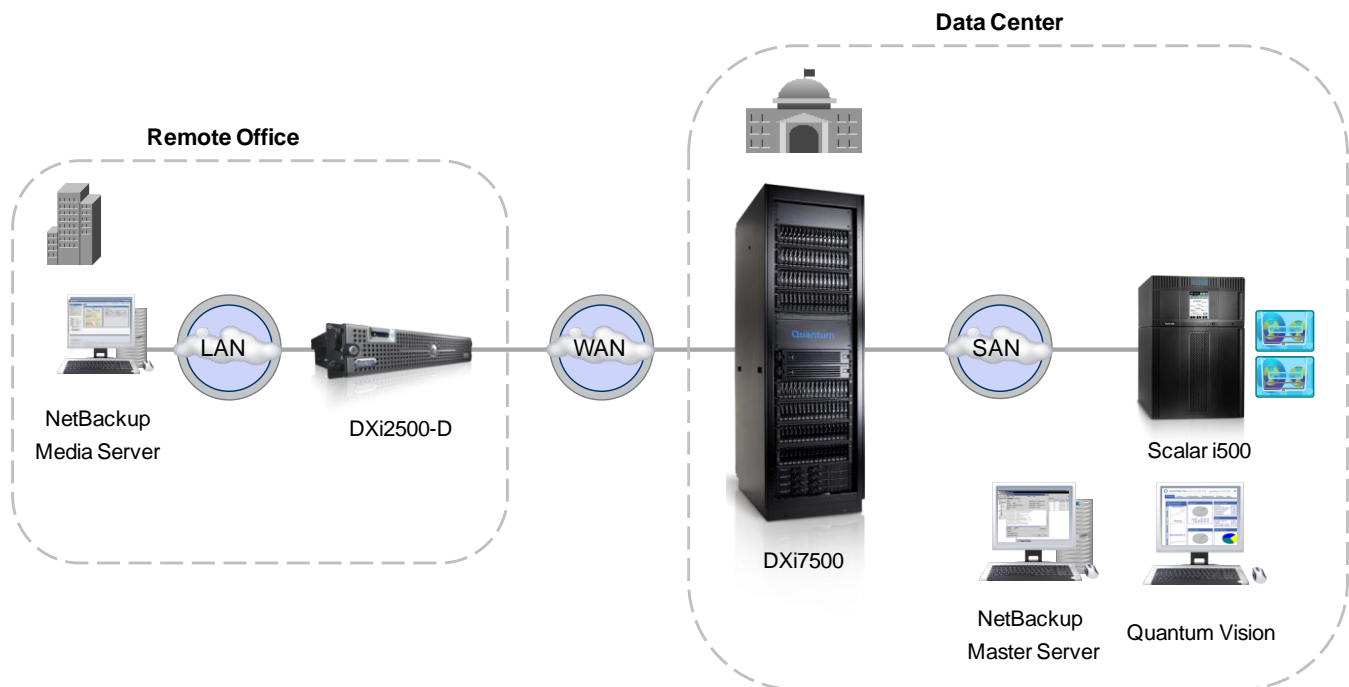 Data Center
Remote Office
LAN
WAN
Quantum
SAN
NetBackup
Media Server
DXi2500-D
Scalar i500
DXi7500
NetBackup
Master Server
Quantum Vision